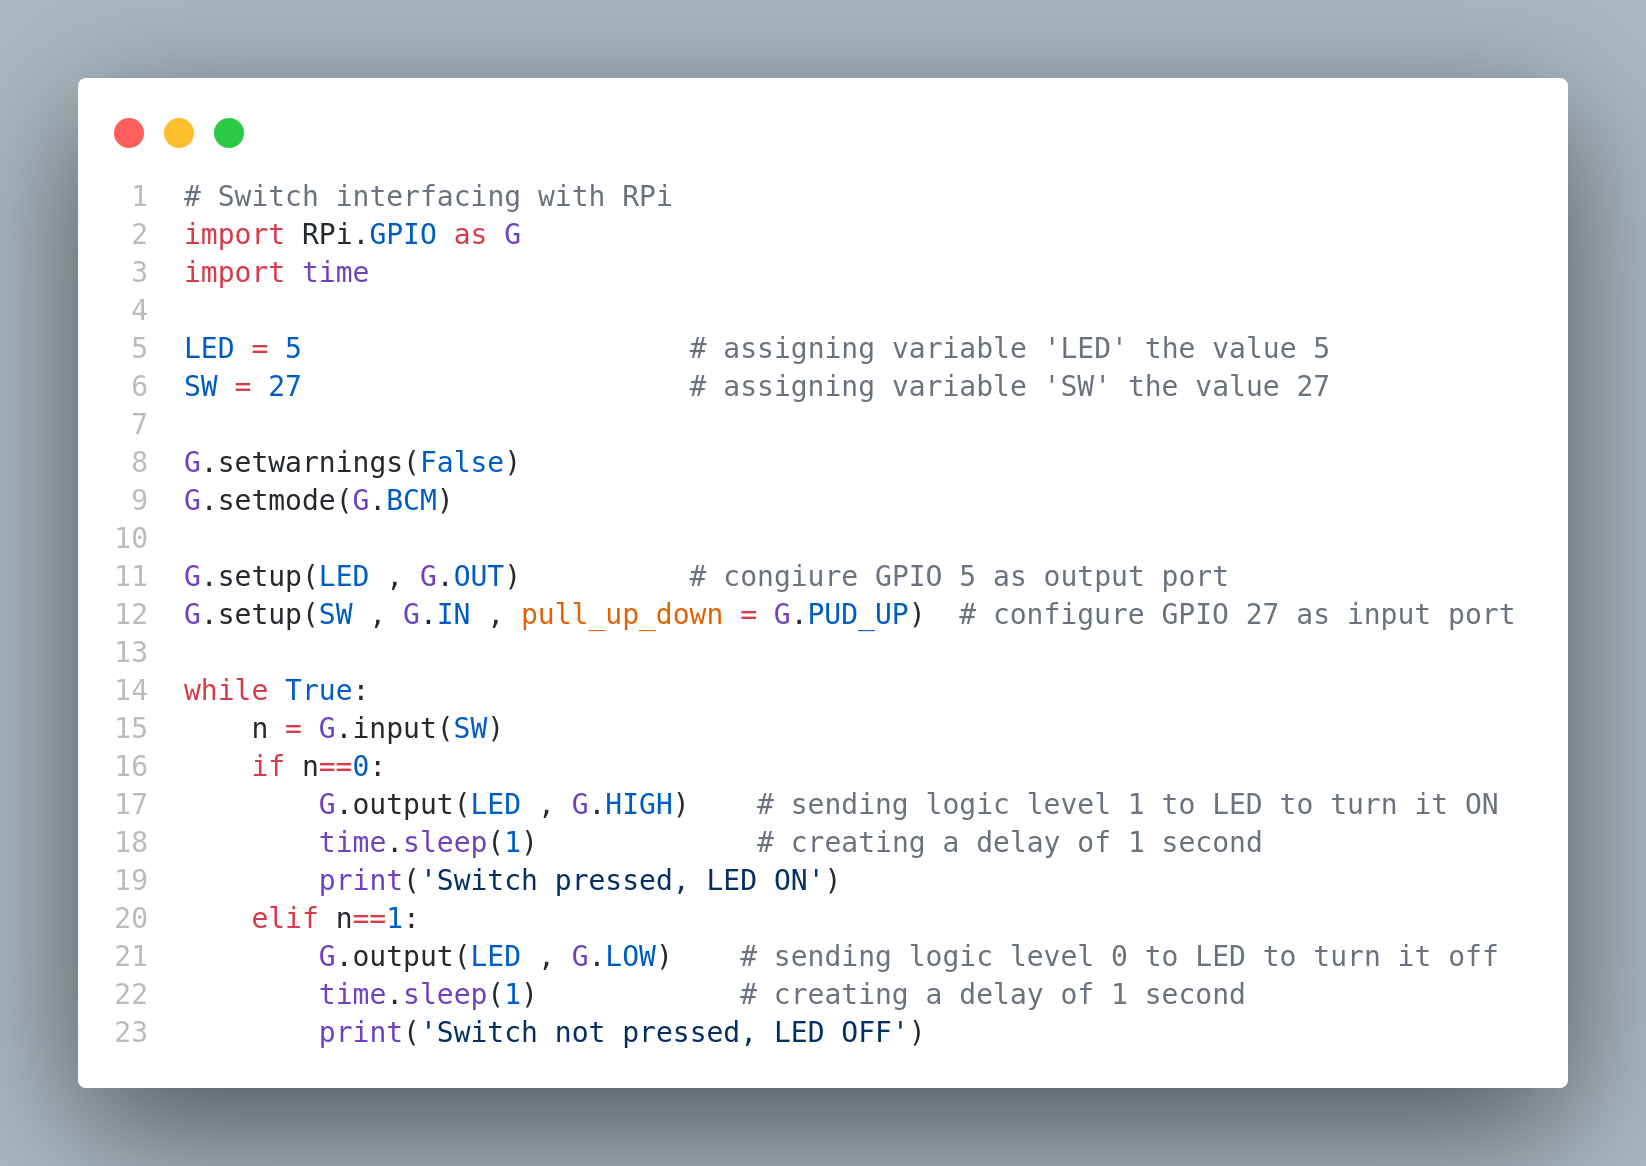 1 # Switch interfacing with RPi
2 import RPi.GPIO as G
3 import time
4
5 LED = 5                       # assigning variable 'LED' the value 5
6 SW = 27                       # assigning variable 'SW' the value 27
7
8 G.setwarnings(False)
9 G.setmode(G.BCM)
10
11 G.setup(LED , G.OUT)          # congiure GPIO 5 as output port
12 G.setup(SW , G.IN , pull_up_down = G.PUD_UP)  # configure GPIO 27 as input port
13
14 while True:
15     n = G.input(SW)
16     if n==0:
17         G.output(LED , G.HIGH)    # sending logic level 1 to LED to turn it ON
18         time.sleep(1)             # creating a delay of 1 second
19         print('Switch pressed, LED ON')
20     elif n==1:
21         G.output(LED , G.LOW)    # sending logic level 0 to LED to turn it off
22         time.sleep(1)            # creating a delay of 1 second
23         print('Switch not pressed, LED OFF')